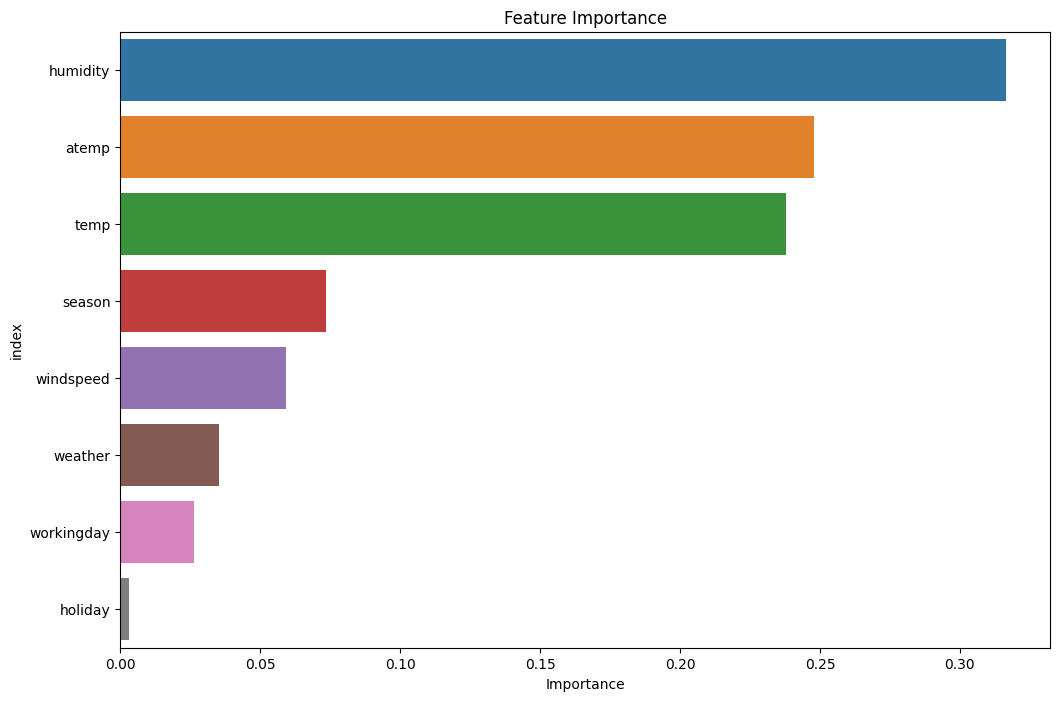 Feature Importance
humidity
atemp
temp
season
windspeed
weather
workingday
holiday
index
0.00 0.05 0.10 0.15 0.20 0.25 0.30
Importance